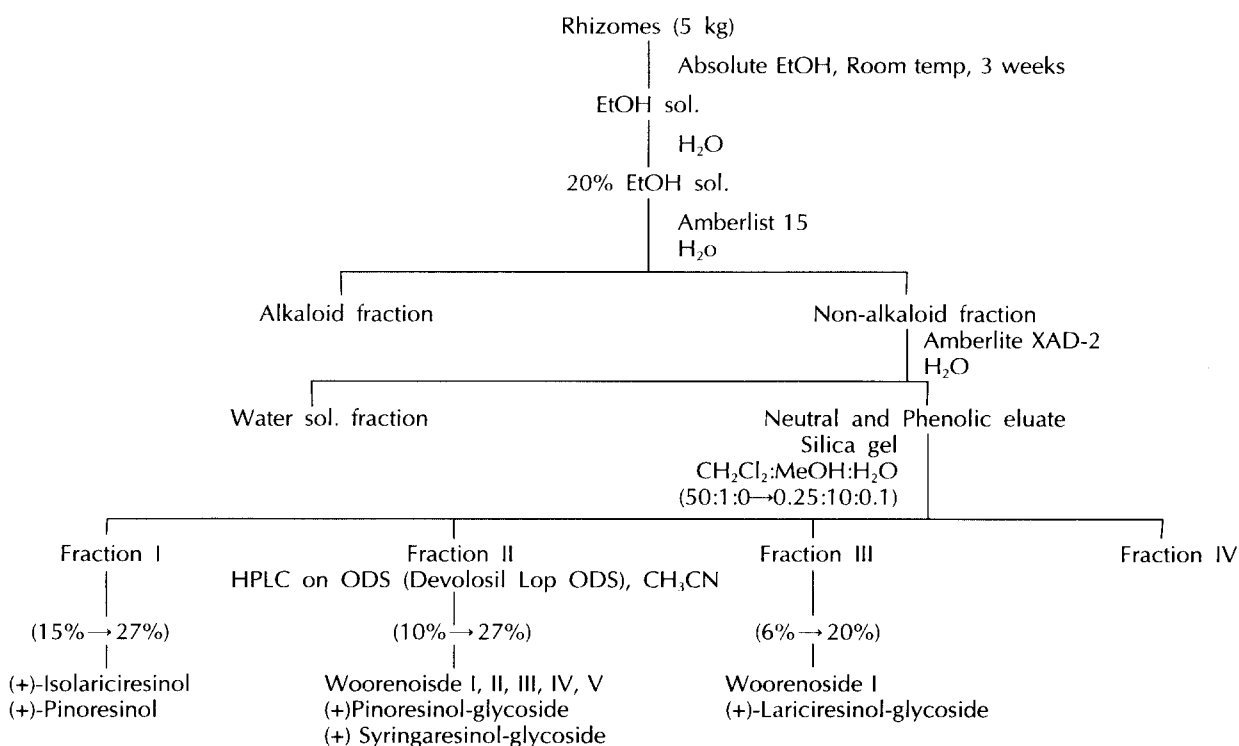 Rhizomes (5 kg)
Absolute EtOH, Room temp, 3 weeks
EtOH sol.
H₂O
20% EtOH sol.
Amberlist 15
H₂o
Alkaloid fraction
Non-alkaloid fraction
Amberlite XAD-2
H₂O
Water sol. fraction
Neutral and Phenolic eluate
Silica gel
CH₂Cl₂:MeOH:H₂O
(50:1:0→0.25:10:0.1)
Fraction I
Fraction II
Fraction III
Fraction IV
HPLC on ODS (Devolosil Lop ODS), CH₃CN
(15%→27%)
(10%→27%)
(6%→20%)
(+)-Isolariciresinol
(+)-Pinoresinol
Woorenoisde I, II, III, IV, V
(+)Pinoresinol-glycoside
(+) Syringaresinol-glycoside
Woorenoside I
(+)-Lariciresinol-glycoside